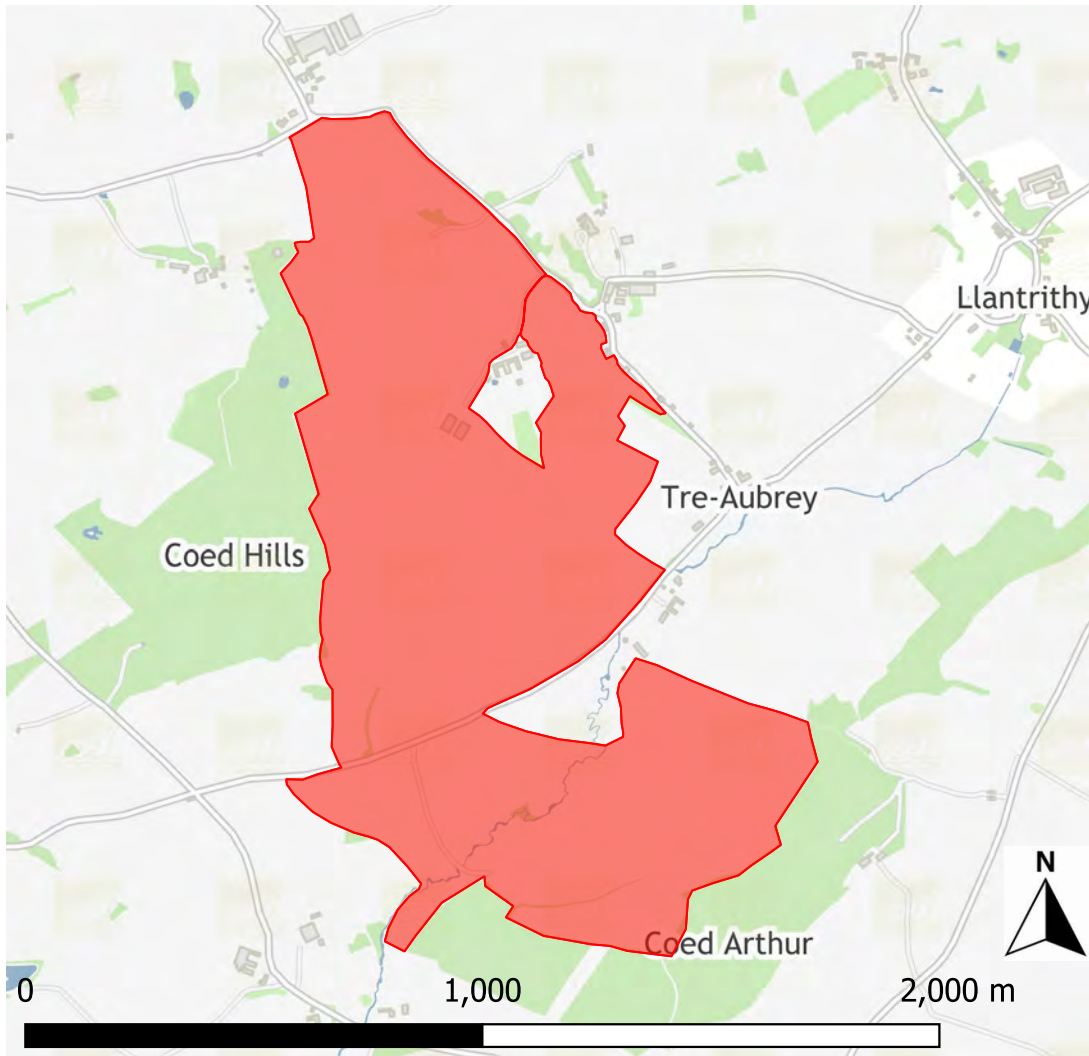 Llantrithy
Tre-Aubrey
Coed Hills
N
Coed Arthur
0
1,000
2,000 m